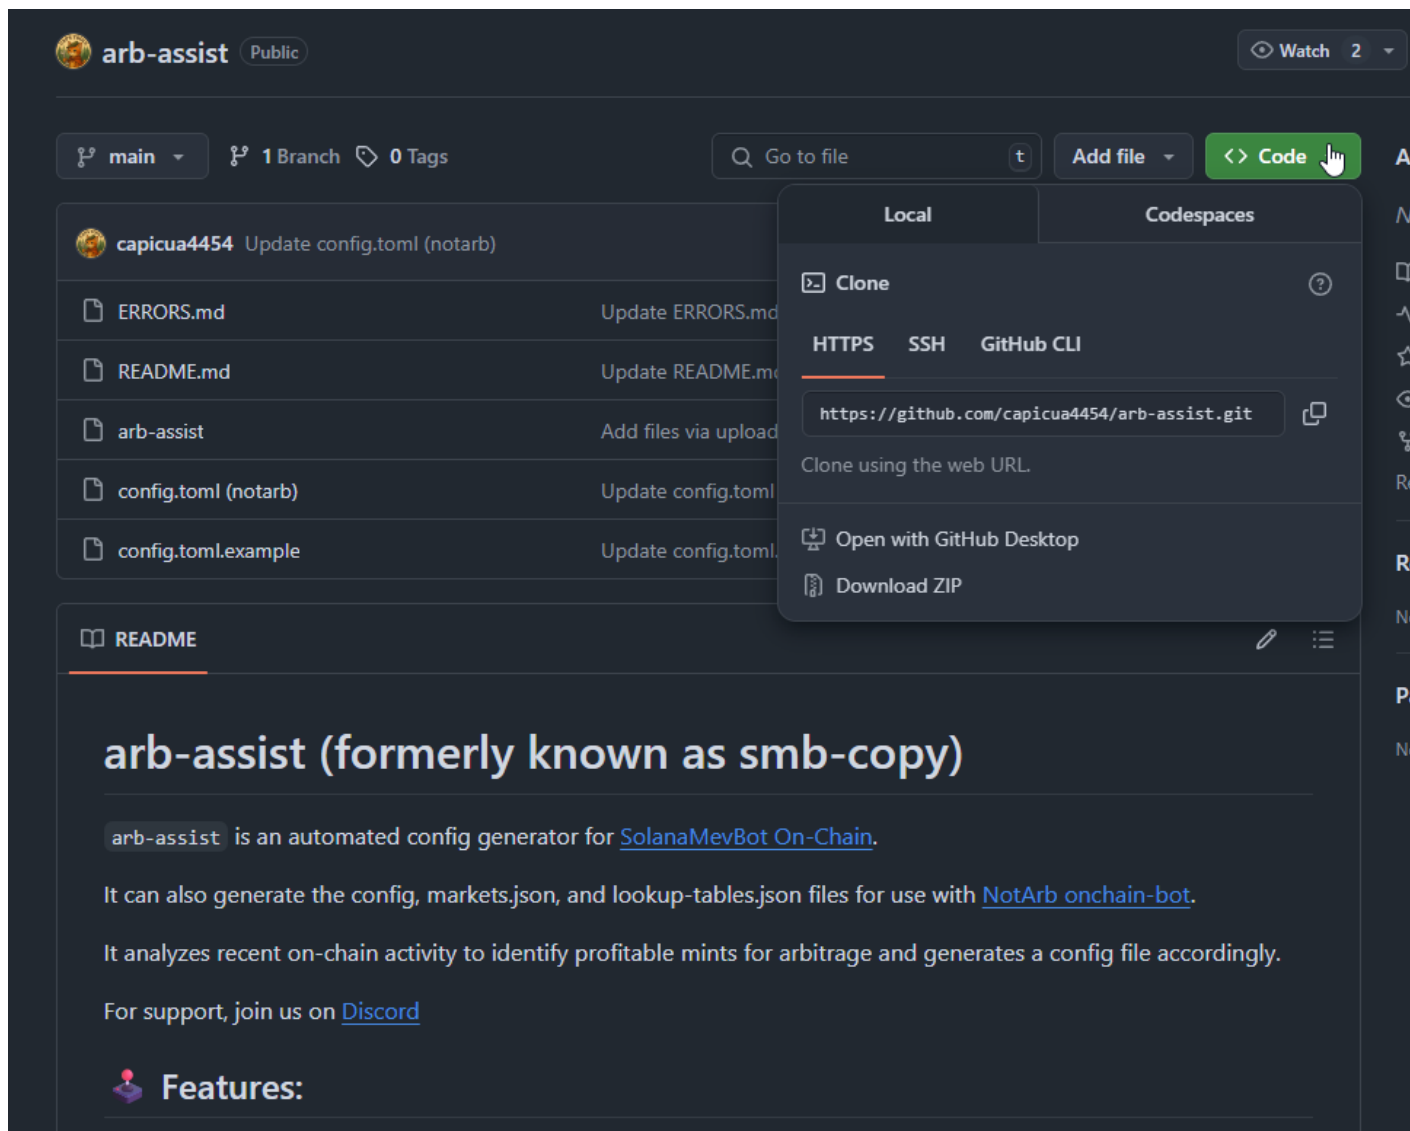 arb-assist Public
Watch 2
main 1 Branch 0 Tags
Go to file t
Add file
Code
Local Codespaces
capicua4454 Update config.toml (notarb)
Clone
ERRORS.md Update ERRORS.md
HTTPS SSH GitHub CLI
README.md Update README.md
https://github.com/capicua4454/arb-assist.git
arb-assist Add files via upload
Clone using the web URL.
config.toml (notarb) Update config.toml
Open with GitHub Desktop
config.toml.example Update config.toml.
Download ZIP
README
arb-assist (formerly known as smb-copy)
arb-assist is an automated config generator for SolanaMevBot On-Chain.
It can also generate the config, markets.json, and lookup-tables.json files for use with NotArb onchain-bot.
It analyzes recent on-chain activity to identify profitable mints for arbitrage and generates a config file accordingly.
For support, join us on Discord
Features: